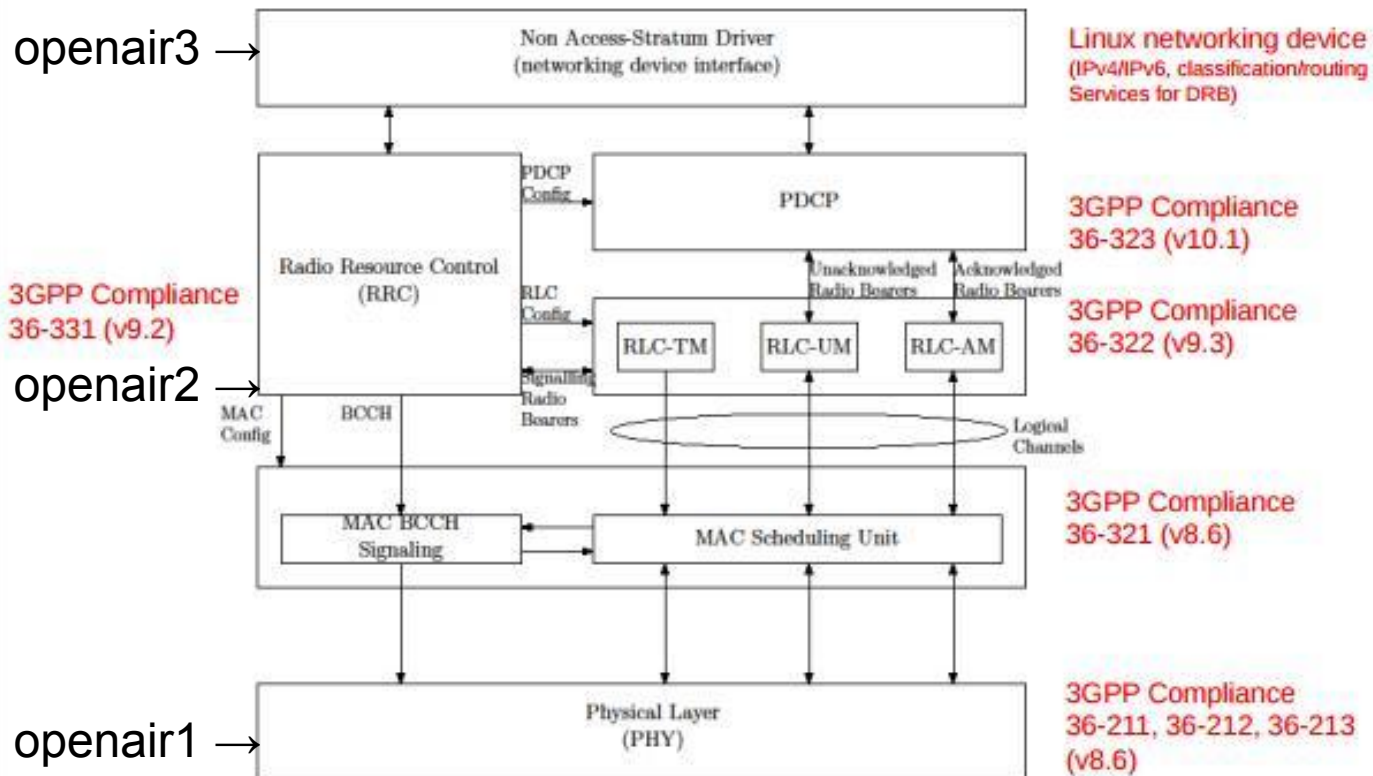 openair3 →
Non Access-Stratum Driver
(networking device interface)
Linux networking device
(IPv4/IPv6, classification/routing
Services for DRB)
PDCP
Config
PDCP
3GPP Compliance
36-323 (v10.1)
Radio Resource Control
(RRC)
3GPP Compliance
36-331 (v9.2)
openair2 →
Unacknowledged
Radio Bearers
Acknowledged
Radio Bearers
RLC
Config
RLC-TM
RLC-UM
RLC-AM
3GPP Compliance
36-322 (v9.3)
Signalling
Radio
Bearers
MAC
Config
BCCH
Logical
Channels
MAC BCCH
Signaling
MAC Scheduling Unit
3GPP Compliance
36-321 (v8.6)
openair1 →
Physical Layer
(PHY)
3GPP Compliance
36-211, 36-212, 36-213
(v8.6)